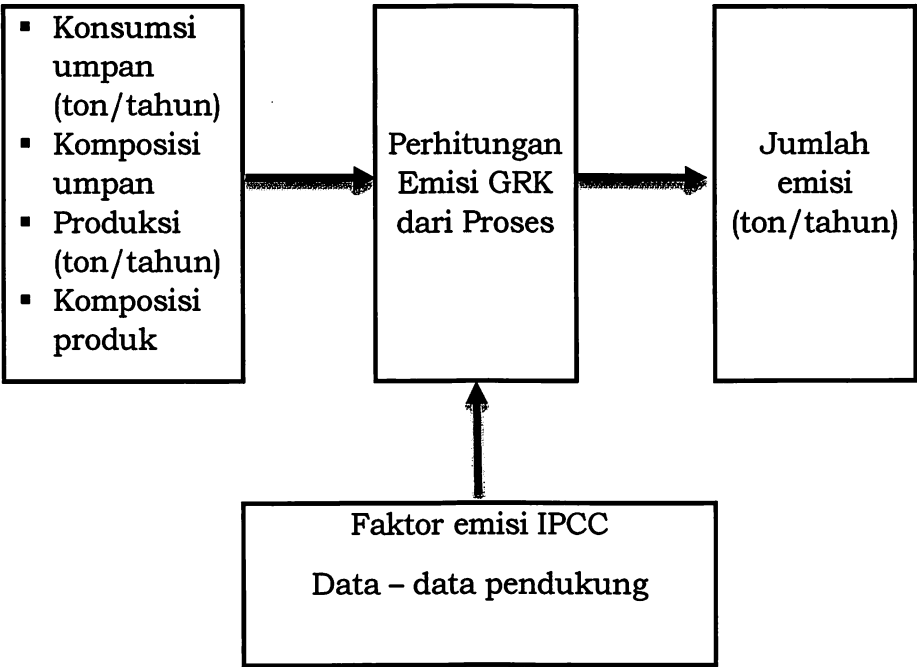 ▪ Konsumsi
umpan
(ton/tahun)
▪ Komposisi
umpan
▪ Produksi
(ton/tahun)
▪ Komposisi
produk
Perhitungan
Emisi GRK
dari Proses
Jumlah
emisi
(ton/tahun)
Faktor emisi IPCC
Data – data pendukung